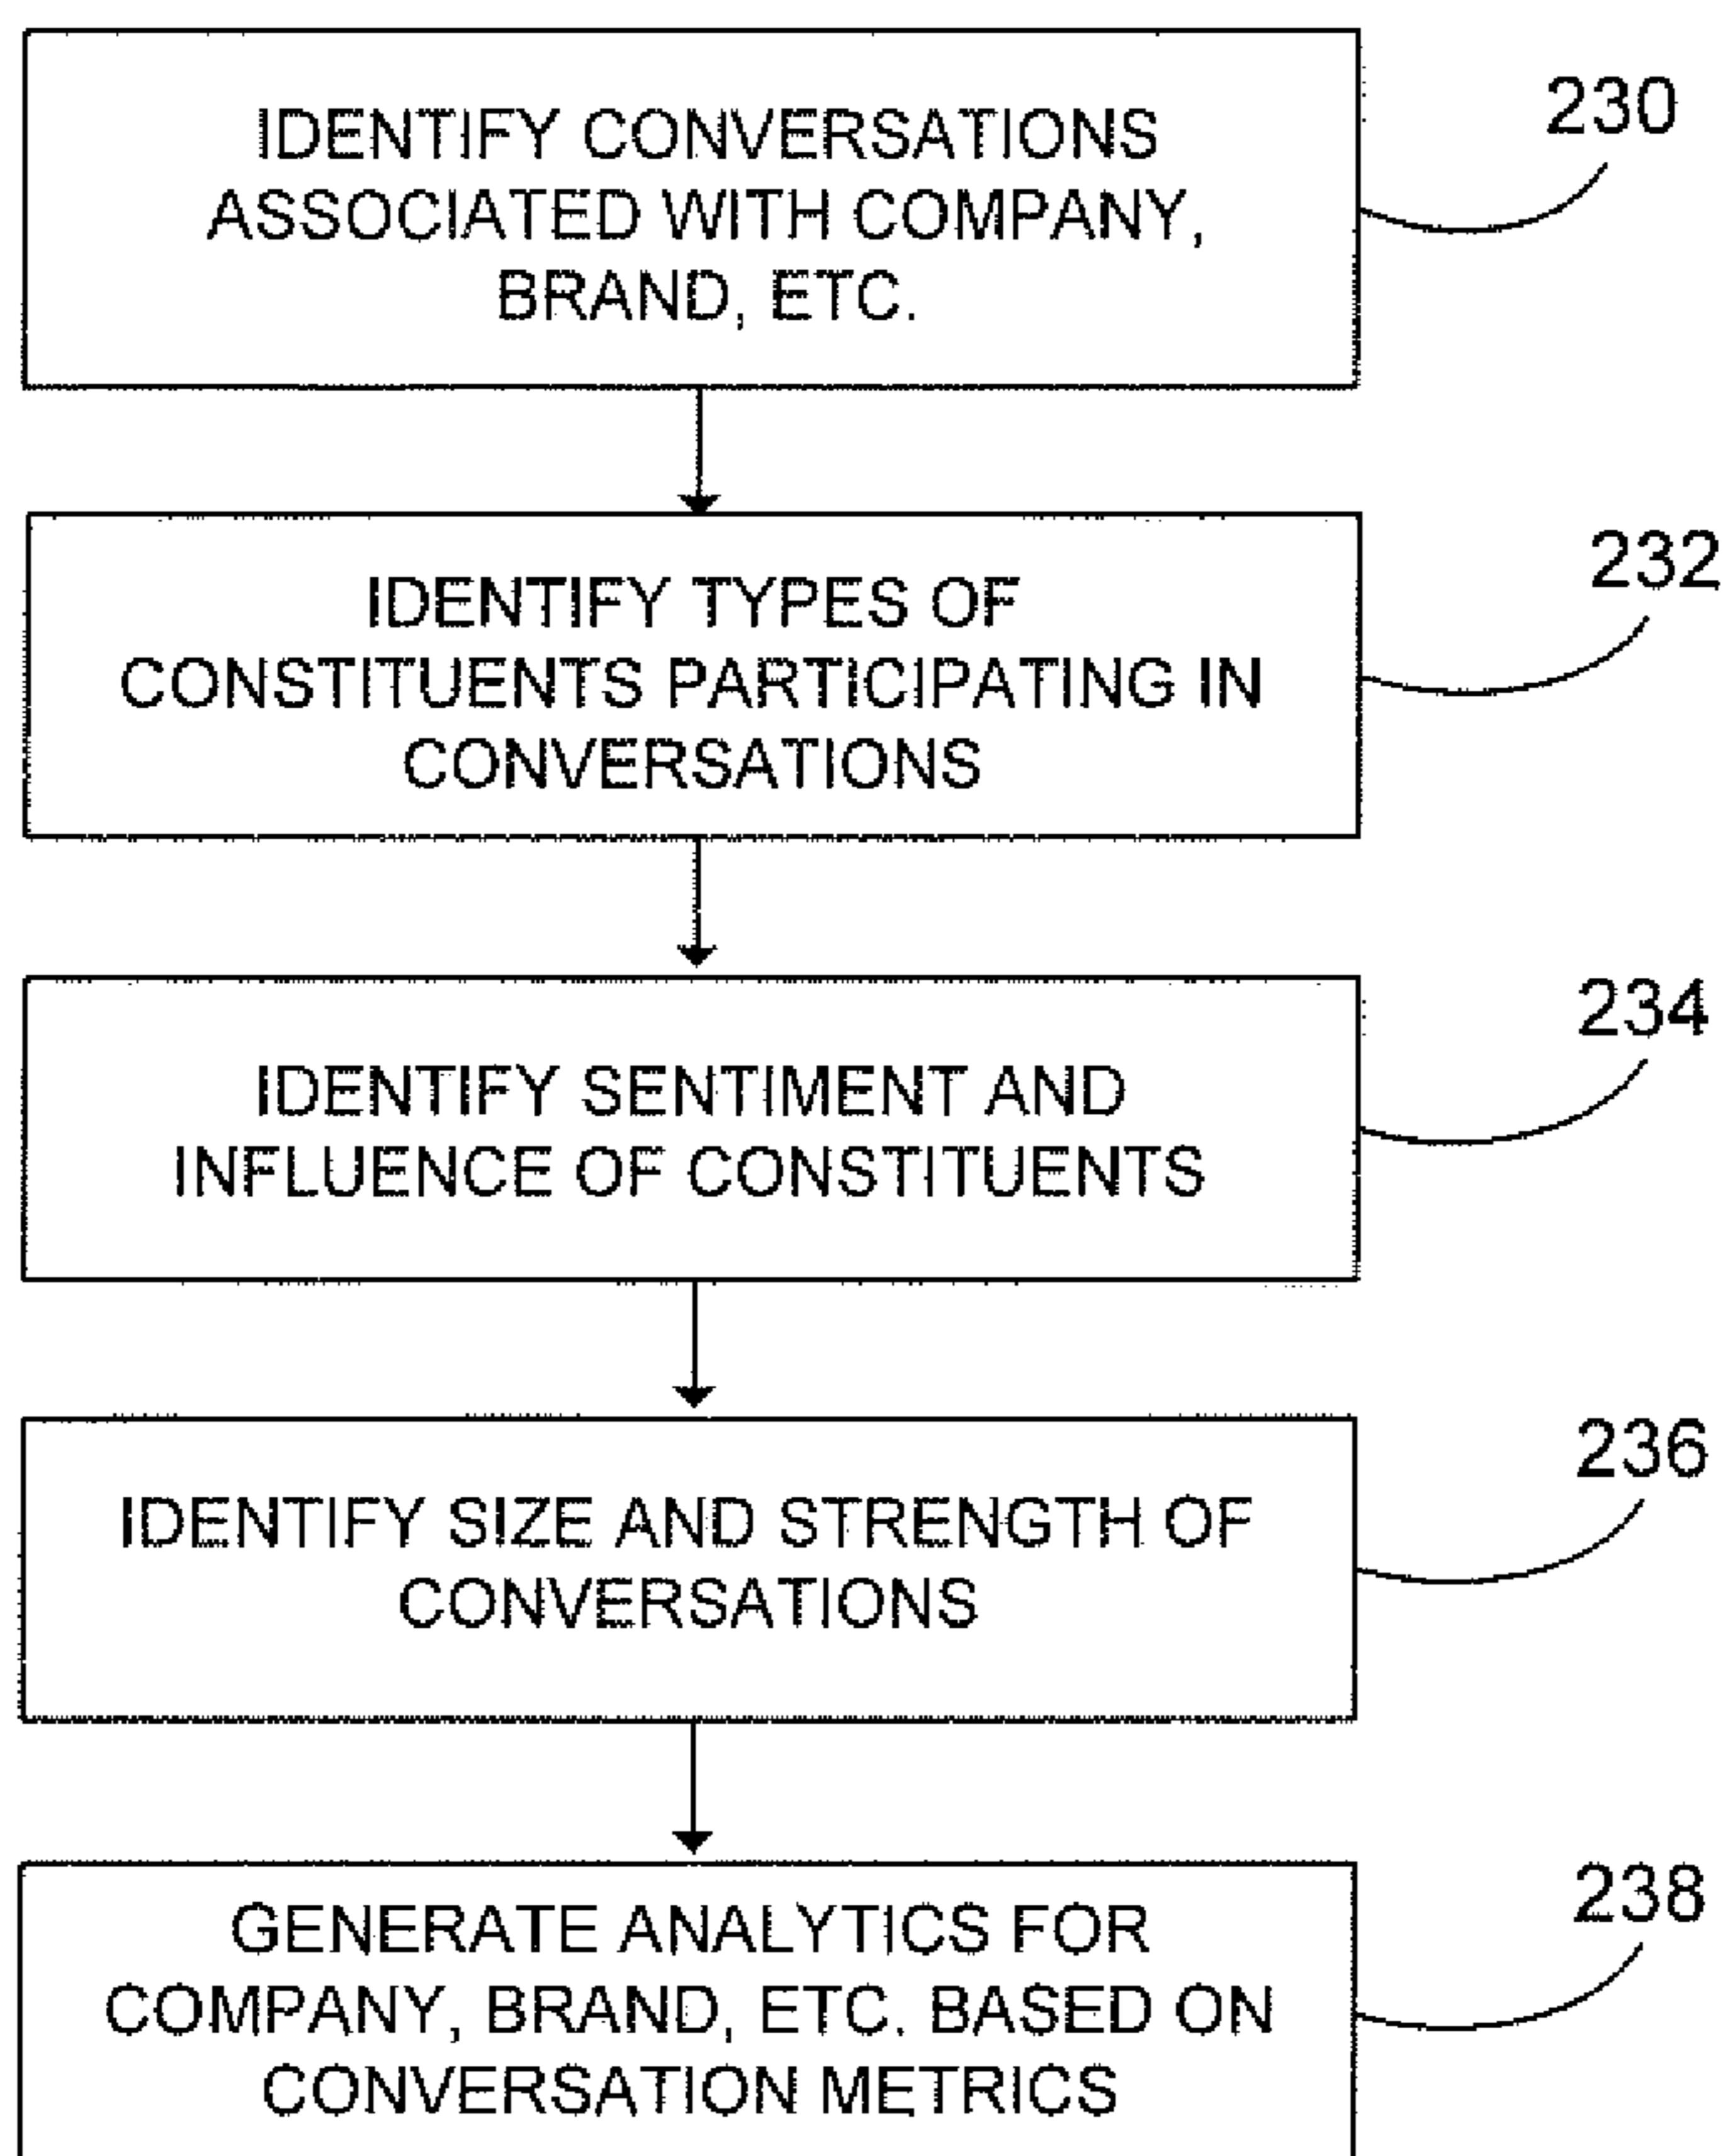 IDENTIFY CONVERSATIONS
ASSOCIATED WITH COMPANY,
BRAND, ETC.
230
IDENTIFY TYPES OF
CONSTITUENTS PARTICIPATING IN
CONVERSATIONS
232
IDENTIFY SENTIMENT AND
INFLUENCE OF CONSTITUENTS
234
IDENTIFY SIZE AND STRENGTH OF
CONVERSATIONS
236
GENERATE ANALYTICS FOR
COMPANY, BRAND, ETC. BASED ON
CONVERSATION METRICS
238